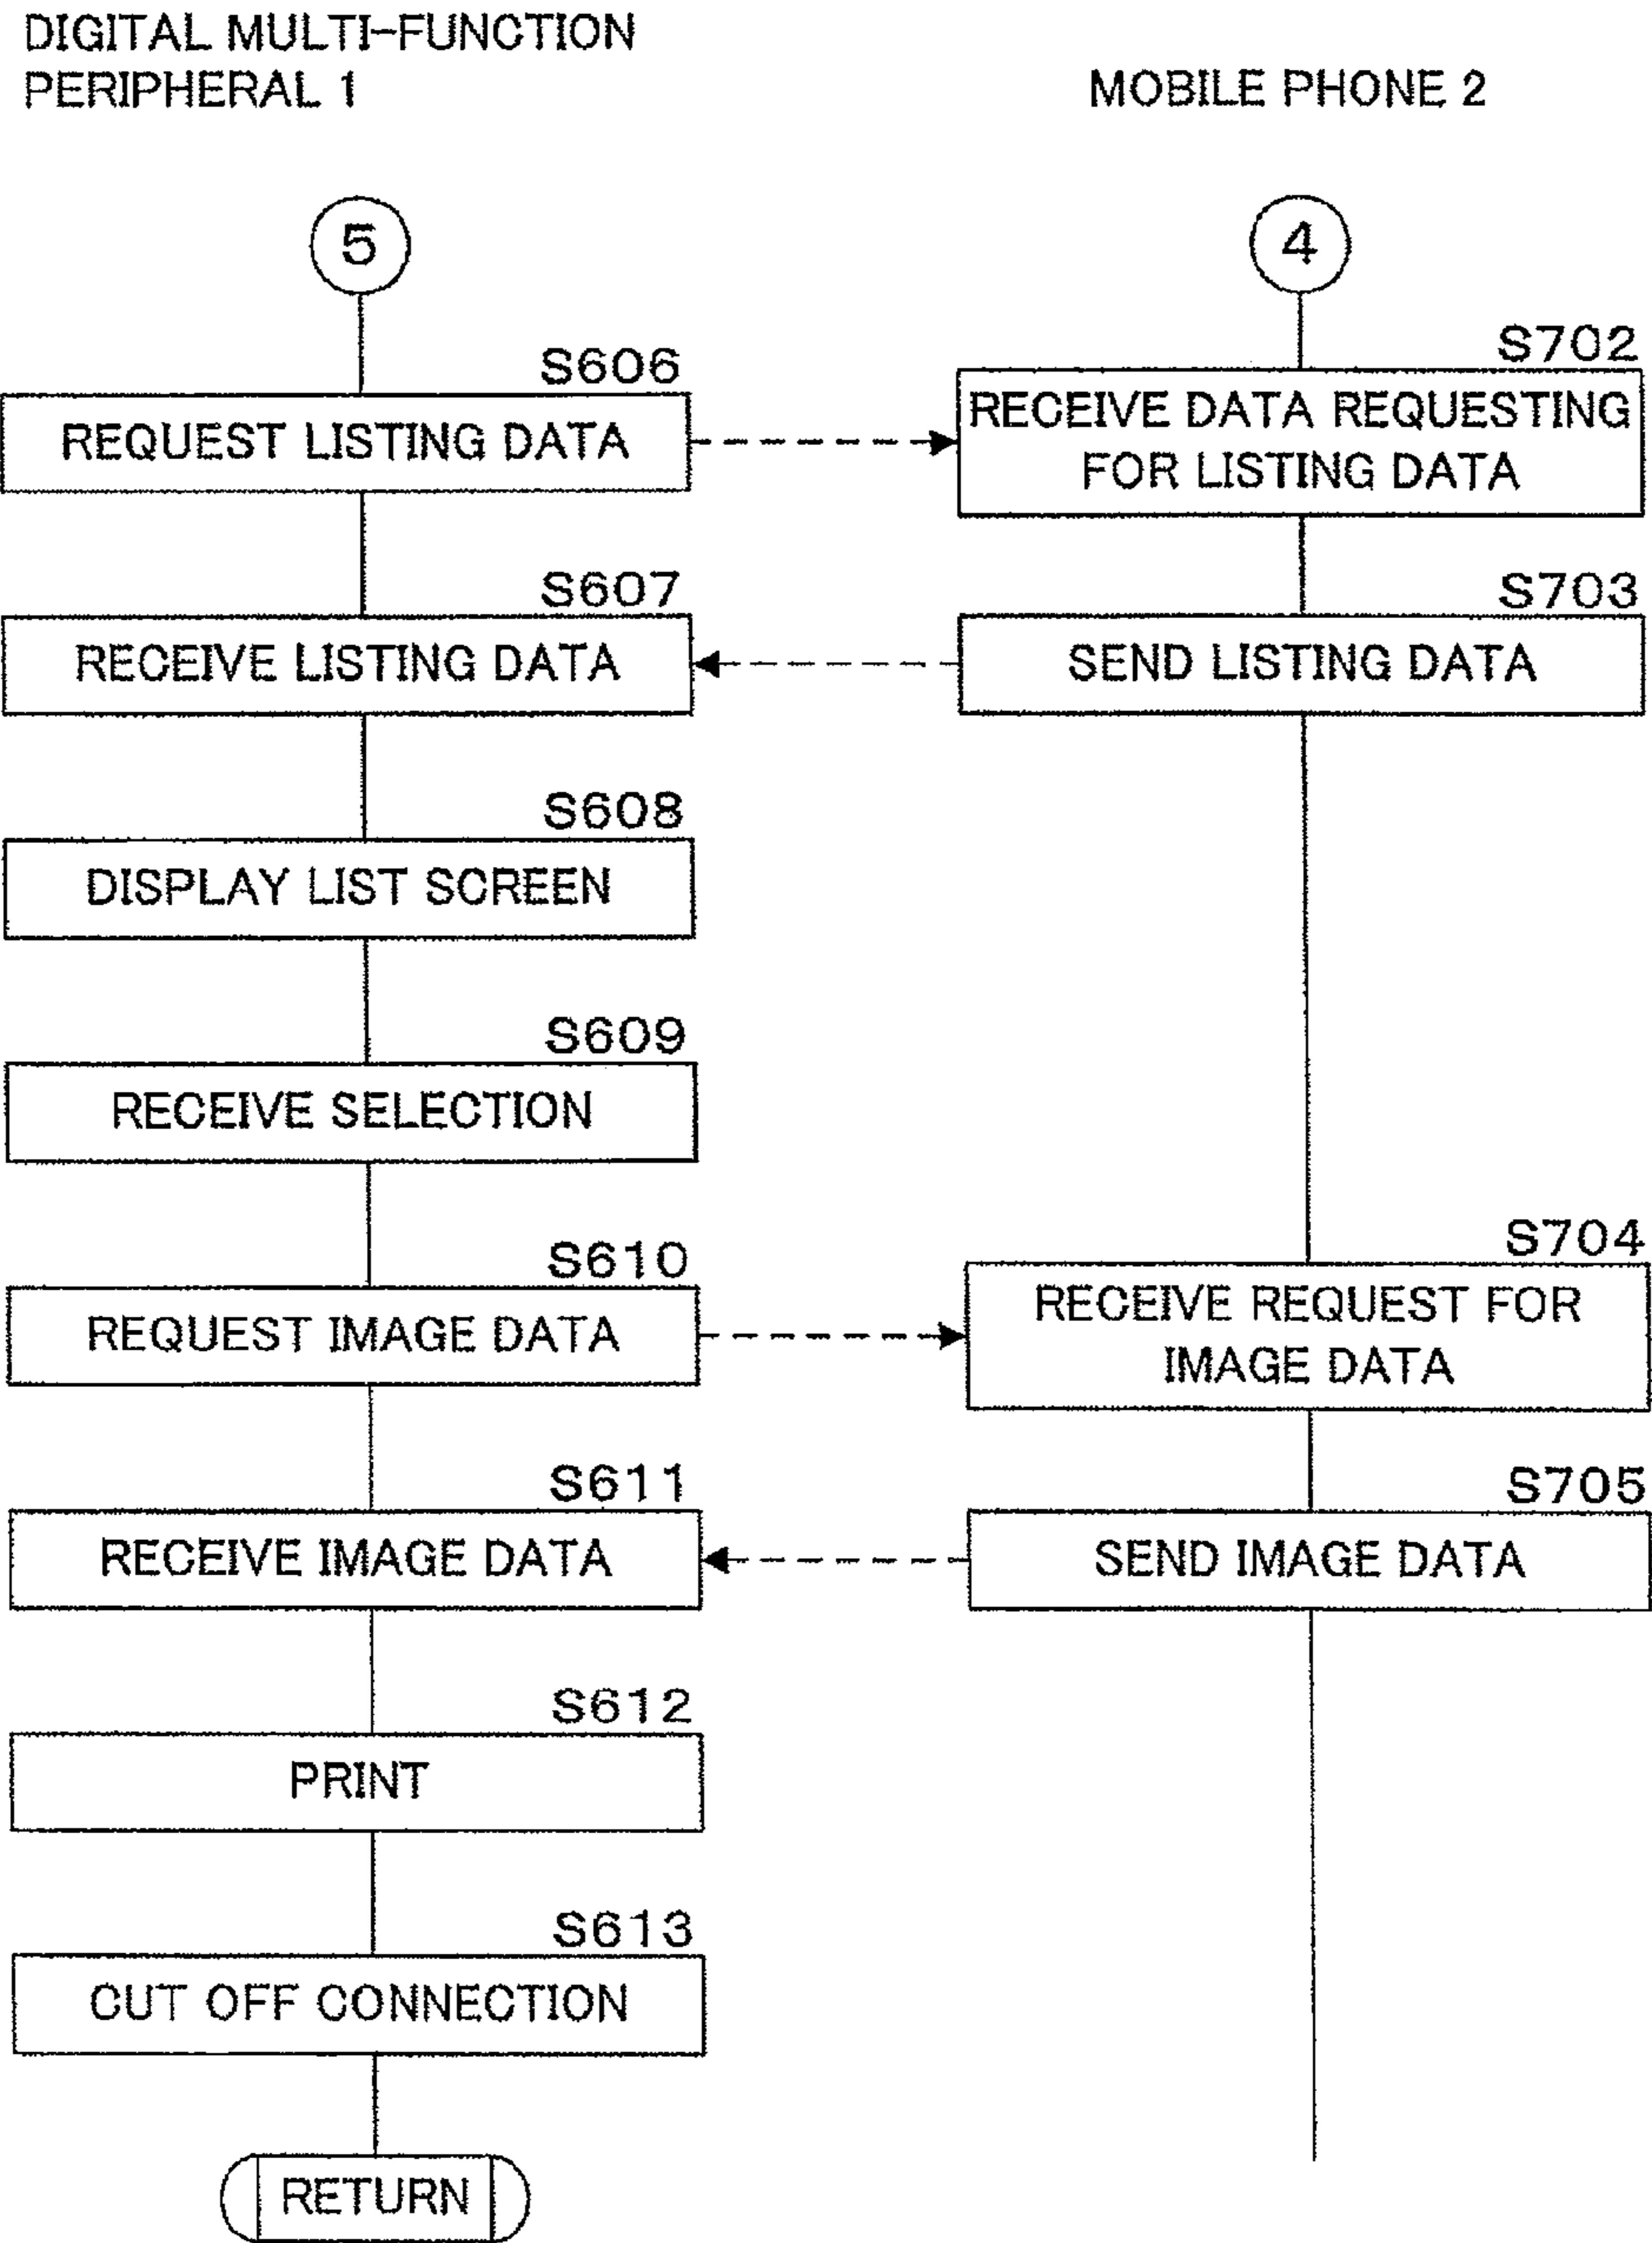 DIGITAL MULTI-FUNCTION
PERIPHERAL 1
MOBILE PHONE 2
5
4
S606
REQUEST LISTING DATA
S702
RECEIVE DATA REQUESTING
FOR LISTING DATA
S607
RECEIVE LISTING DATA
S703
SEND LISTING DATA
S608
DISPLAY LIST SCREEN
S609
RECEIVE SELECTION
S610
REQUEST IMAGE DATA
S704
RECEIVE REQUEST FOR
IMAGE DATA
S611
RECEIVE IMAGE DATA
S705
SEND IMAGE DATA
S612
PRINT
S613
CUT OFF CONNECTION
RETURN